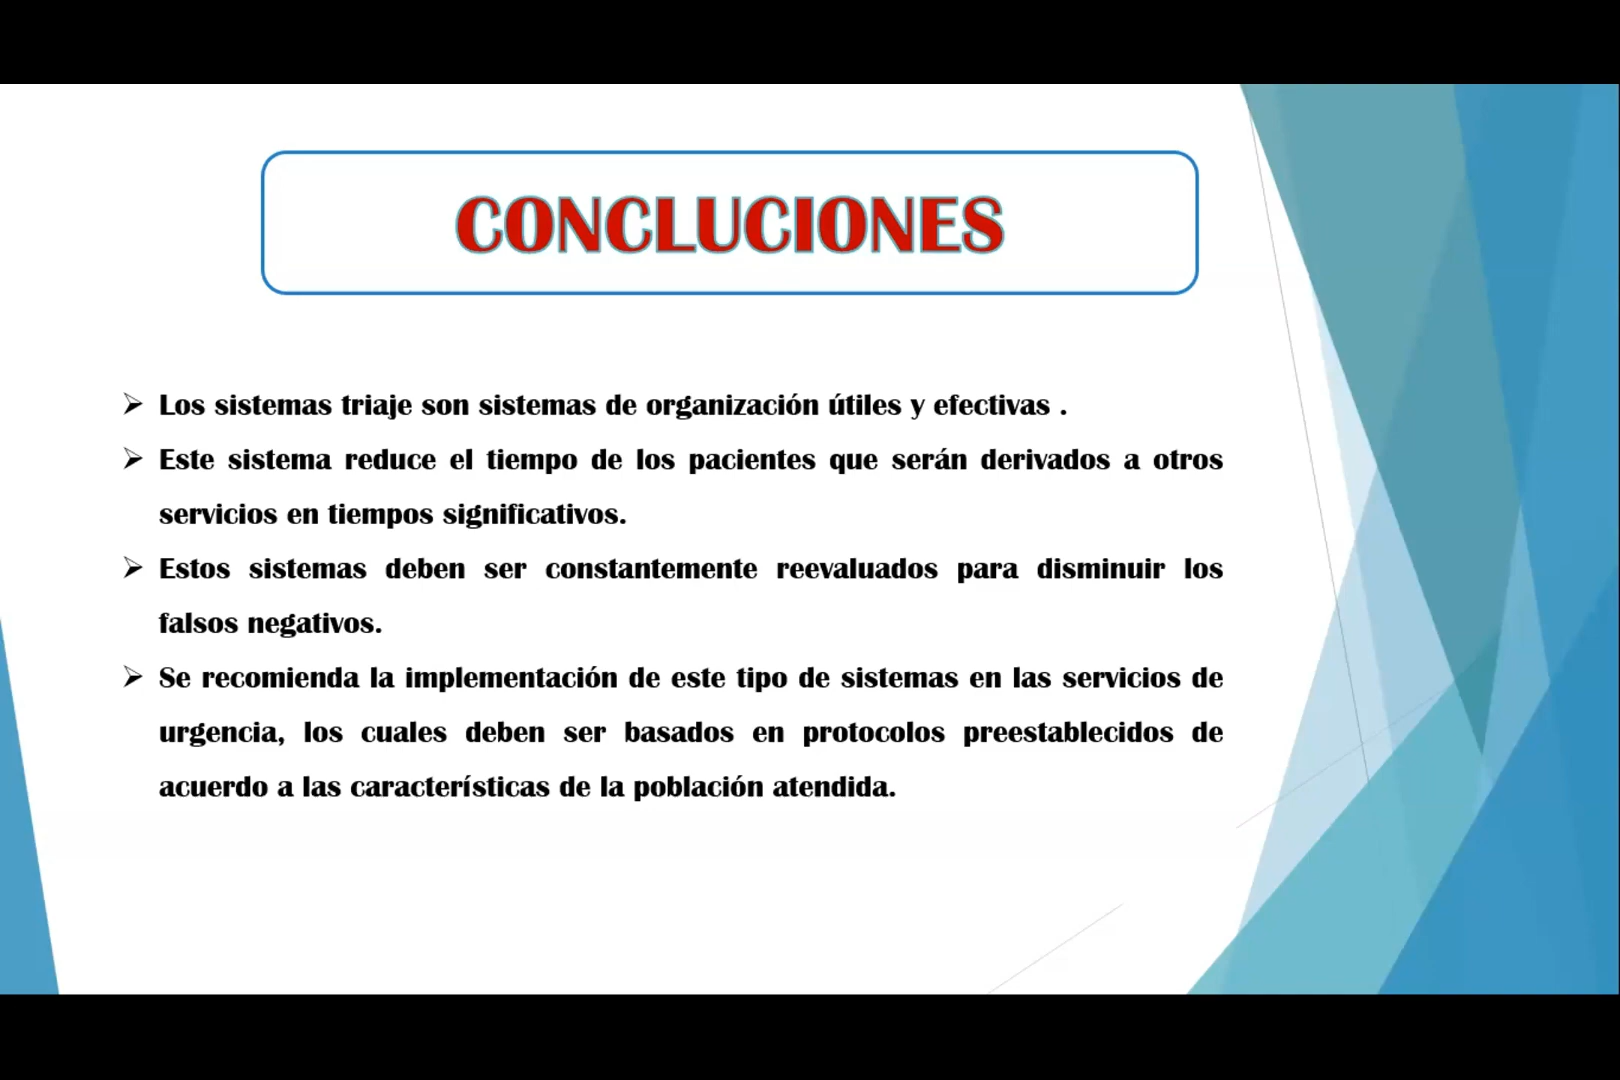 CONCLUCIONES
Los sistemas triaje son sistemas de organización útiles y efectivas .
Este sistema reduce el tiempo de los pacientes que serán derivados a otros
servicios en tiempos significativos.
Estos sistemas deben ser constantemente reevaluados para disminuir los
falsos negativos.
Se recomienda la implementación de este tipo de sistemas en las servicios de
urgencia, los cuales deben ser basados en protocolos preestablecidos de
acuerdo a las características de la población atendida.